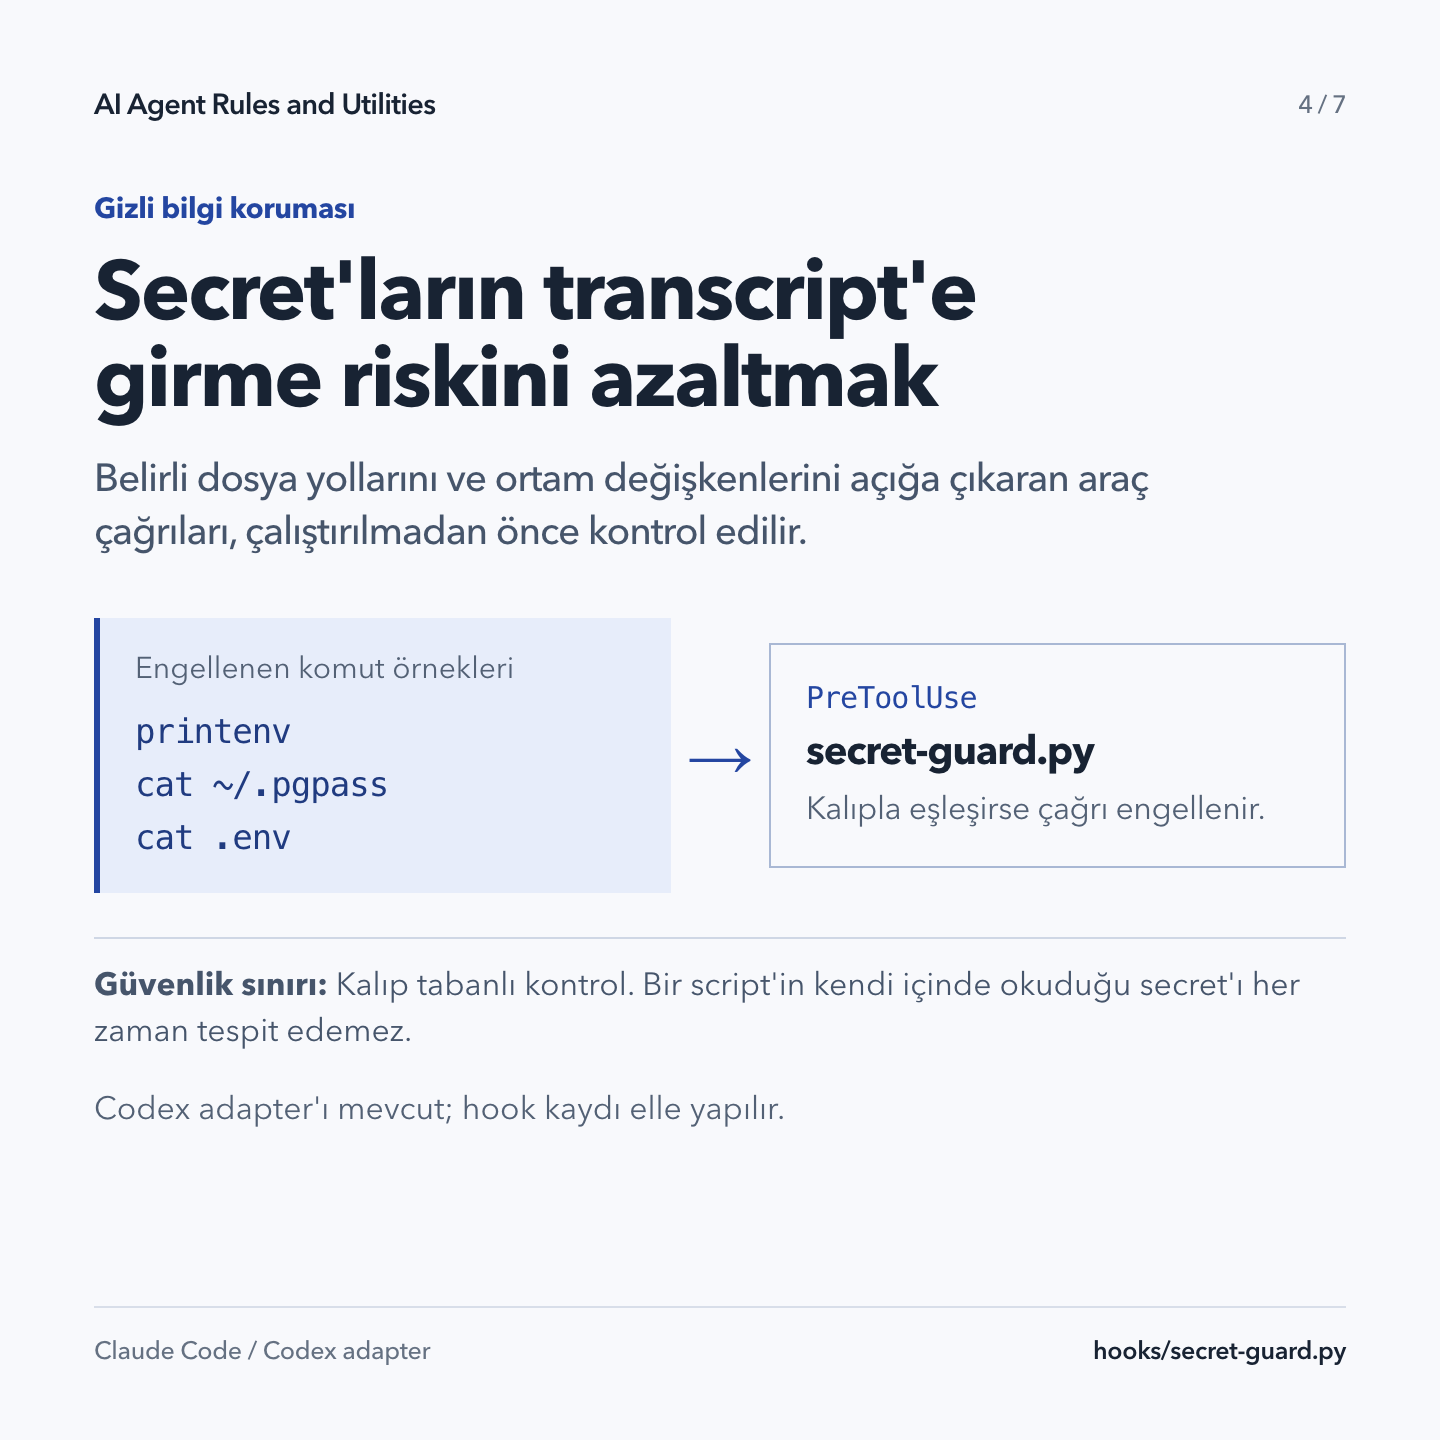 AI Agent Rules and Utilities
4 / 7
Gizli bilgi koruması
Secret'ların transcript'e
girme riskini azaltmak
Belirli dosya yollarını ve ortam değişkenlerini açığa çıkaran araç
çağrıları, çalıştırılmadan önce kontrol edilir.
Engellenen komut örnekleri
printenv
cat ~/.pgpass
cat .env
→
PreToolUse
secret-guard.py
Kalıpla eşleşirse çağrı engellenir.
Güvenlik sınırı: Kalıp tabanlı kontrol. Bir script'in kendi içinde okuduğu secret'ı her
zaman tespit edemez.
Codex adapter'ı mevcut; hook kaydı elle yapılır.
Claude Code / Codex adapter
hooks/secret-guard.py